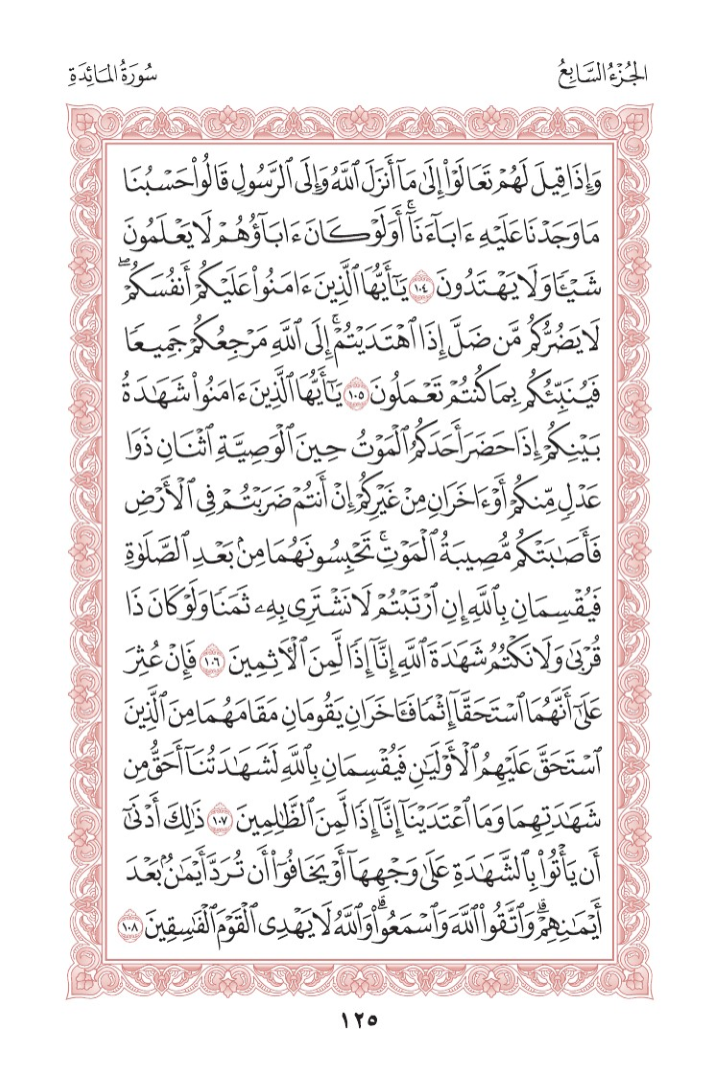 الجُزْءُ السَّابِعُ
سُورَةُ المَائِدَةِ
وَإِذَا قِيلَ لَهُمْ تَعَالَوْاْ إِلَىٰ مَآ أَنزَلَ ٱللَّهُ وَإِلَى ٱلرَّسُولِ قَالُواْ حَسْبُنَا
مَا وَجَدْنَا عَلَيْهِ ءَابَآءَنَآۚ أَوَلَوْ كَانَ ءَابَآؤُهُمْ لَا يَعْلَمُونَ
شَيْـًٔا وَلَا يَهْتَدُونَ ١٠٤ يَـٰٓأَيُّهَا ٱلَّذِينَ ءَامَنُواْ عَلَيْكُمْ أَنفُسَكُمْۖ
لَا يَضُرُّكُم مَّن ضَلَّ إِذَا ٱهْتَدَيْتُمْۚ إِلَى ٱللَّهِ مَرْجِعُكُمْ جَمِيعًا
فَيُنَبِّئُكُم بِمَا كُنتُمْ تَعْمَلُونَ ١٠٥ يَـٰٓأَيُّهَا ٱلَّذِينَ ءَامَنُواْ شَهَـٰدَةُ
بَيْنِكُمْ إِذَا حَضَرَ أَحَدَكُمُ ٱلْمَوْتُ حِينَ ٱلْوَصِيَّةِ ٱثْنَانِ ذَوَا
عَدْلٍ مِّنكُمْ أَوْ ءَاخَرَانِ مِنْ غَيْرِكُمْ إِنْ أَنتُمْ ضَرَبْتُمْ فِى ٱلْأَرْضِ
فَأَصَـٰبَتْكُم مُّصِيبَةُ ٱلْمَوْتِۚ تَحْبِسُونَهُمَا مِنۢ بَعْدِ ٱلصَّلَوٰةِ
فَيُقْسِمَانِ بِٱللَّهِ إِنِ ٱرْتَبْتُمْ لَا نَشْتَرِى بِهِۦ ثَمَنًا وَلَوْ كَانَ ذَا
قُرْبَىٰ وَلَا نَكْتُمُ شَهَـٰدَةَ ٱللَّهِ إِنَّآ إِذًا لَّمِنَ ٱلْـَٔاثِمِينَ ١٠٦ فَإِنْ عُثِرَ
عَلَىٰٓ أَنَّهُمَا ٱسْتَحَقَّآ إِثْمًا فَـَٔاخَرَانِ يَقُومَانِ مَقَامَهُمَا مِنَ ٱلَّذِينَ
ٱسْتَحَقَّ عَلَيْهِمُ ٱلْأَوْلَيَـٰنِ فَيُقْسِمَانِ بِٱللَّهِ لَشَهَـٰدَتُنَآ أَحَقُّ مِن
شَهَـٰدَتِهِمَا وَمَا ٱعْتَدَيْنَآ إِنَّآ إِذًا لَّمِنَ ٱلظَّـٰلِمِينَ ١٠٧ ذَٰلِكَ أَدْنَىٰٓ
أَن يَأْتُواْ بِٱلشَّهَـٰدَةِ عَلَىٰ وَجْهِهَآ أَوْ يَخَافُوٓاْ أَن تُرَدَّ أَيْمَـٰنٌۢ بَعْدَ
أَيْمَـٰنِهِمْۗ وَٱتَّقُواْ ٱللَّهَ وَٱسْمَعُواْۗ وَٱللَّهُ لَا يَهْدِى ٱلْقَوْمَ ٱلْفَـٰسِقِينَ ١٠٨
١٢٥